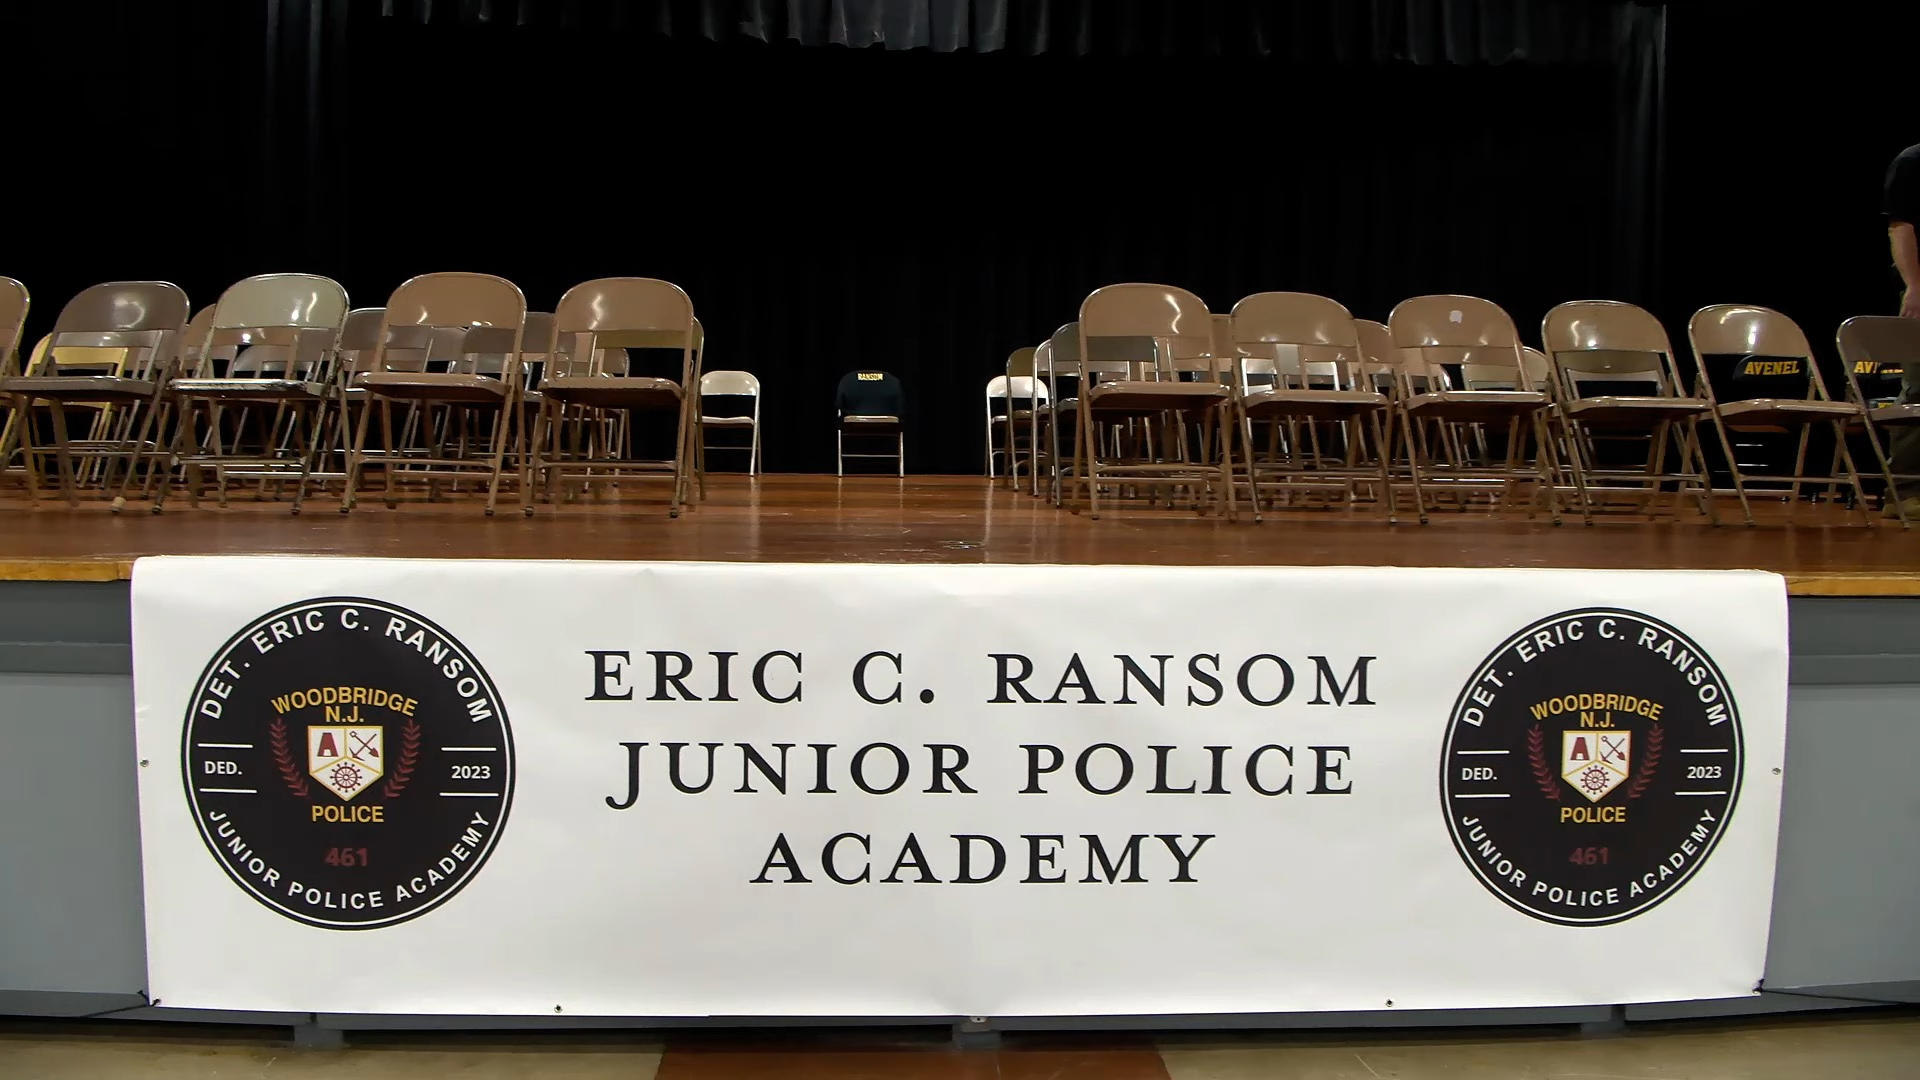 RANSOM
AVENEL
DET. ERIC C. RANSOM
WOODBRIDGE
N.J.
A
DED.
2023
POLICE
461
JUNIOR POLICE ACADEMY
ERIC C. RANSOM
JUNIOR POLICE
ACADEMY
DET. ERIC C. RANSOM
WOODBRIDGE
N.J.
A
DED.
2023
POLICE
461
JUNIOR POLICE ACADEMY